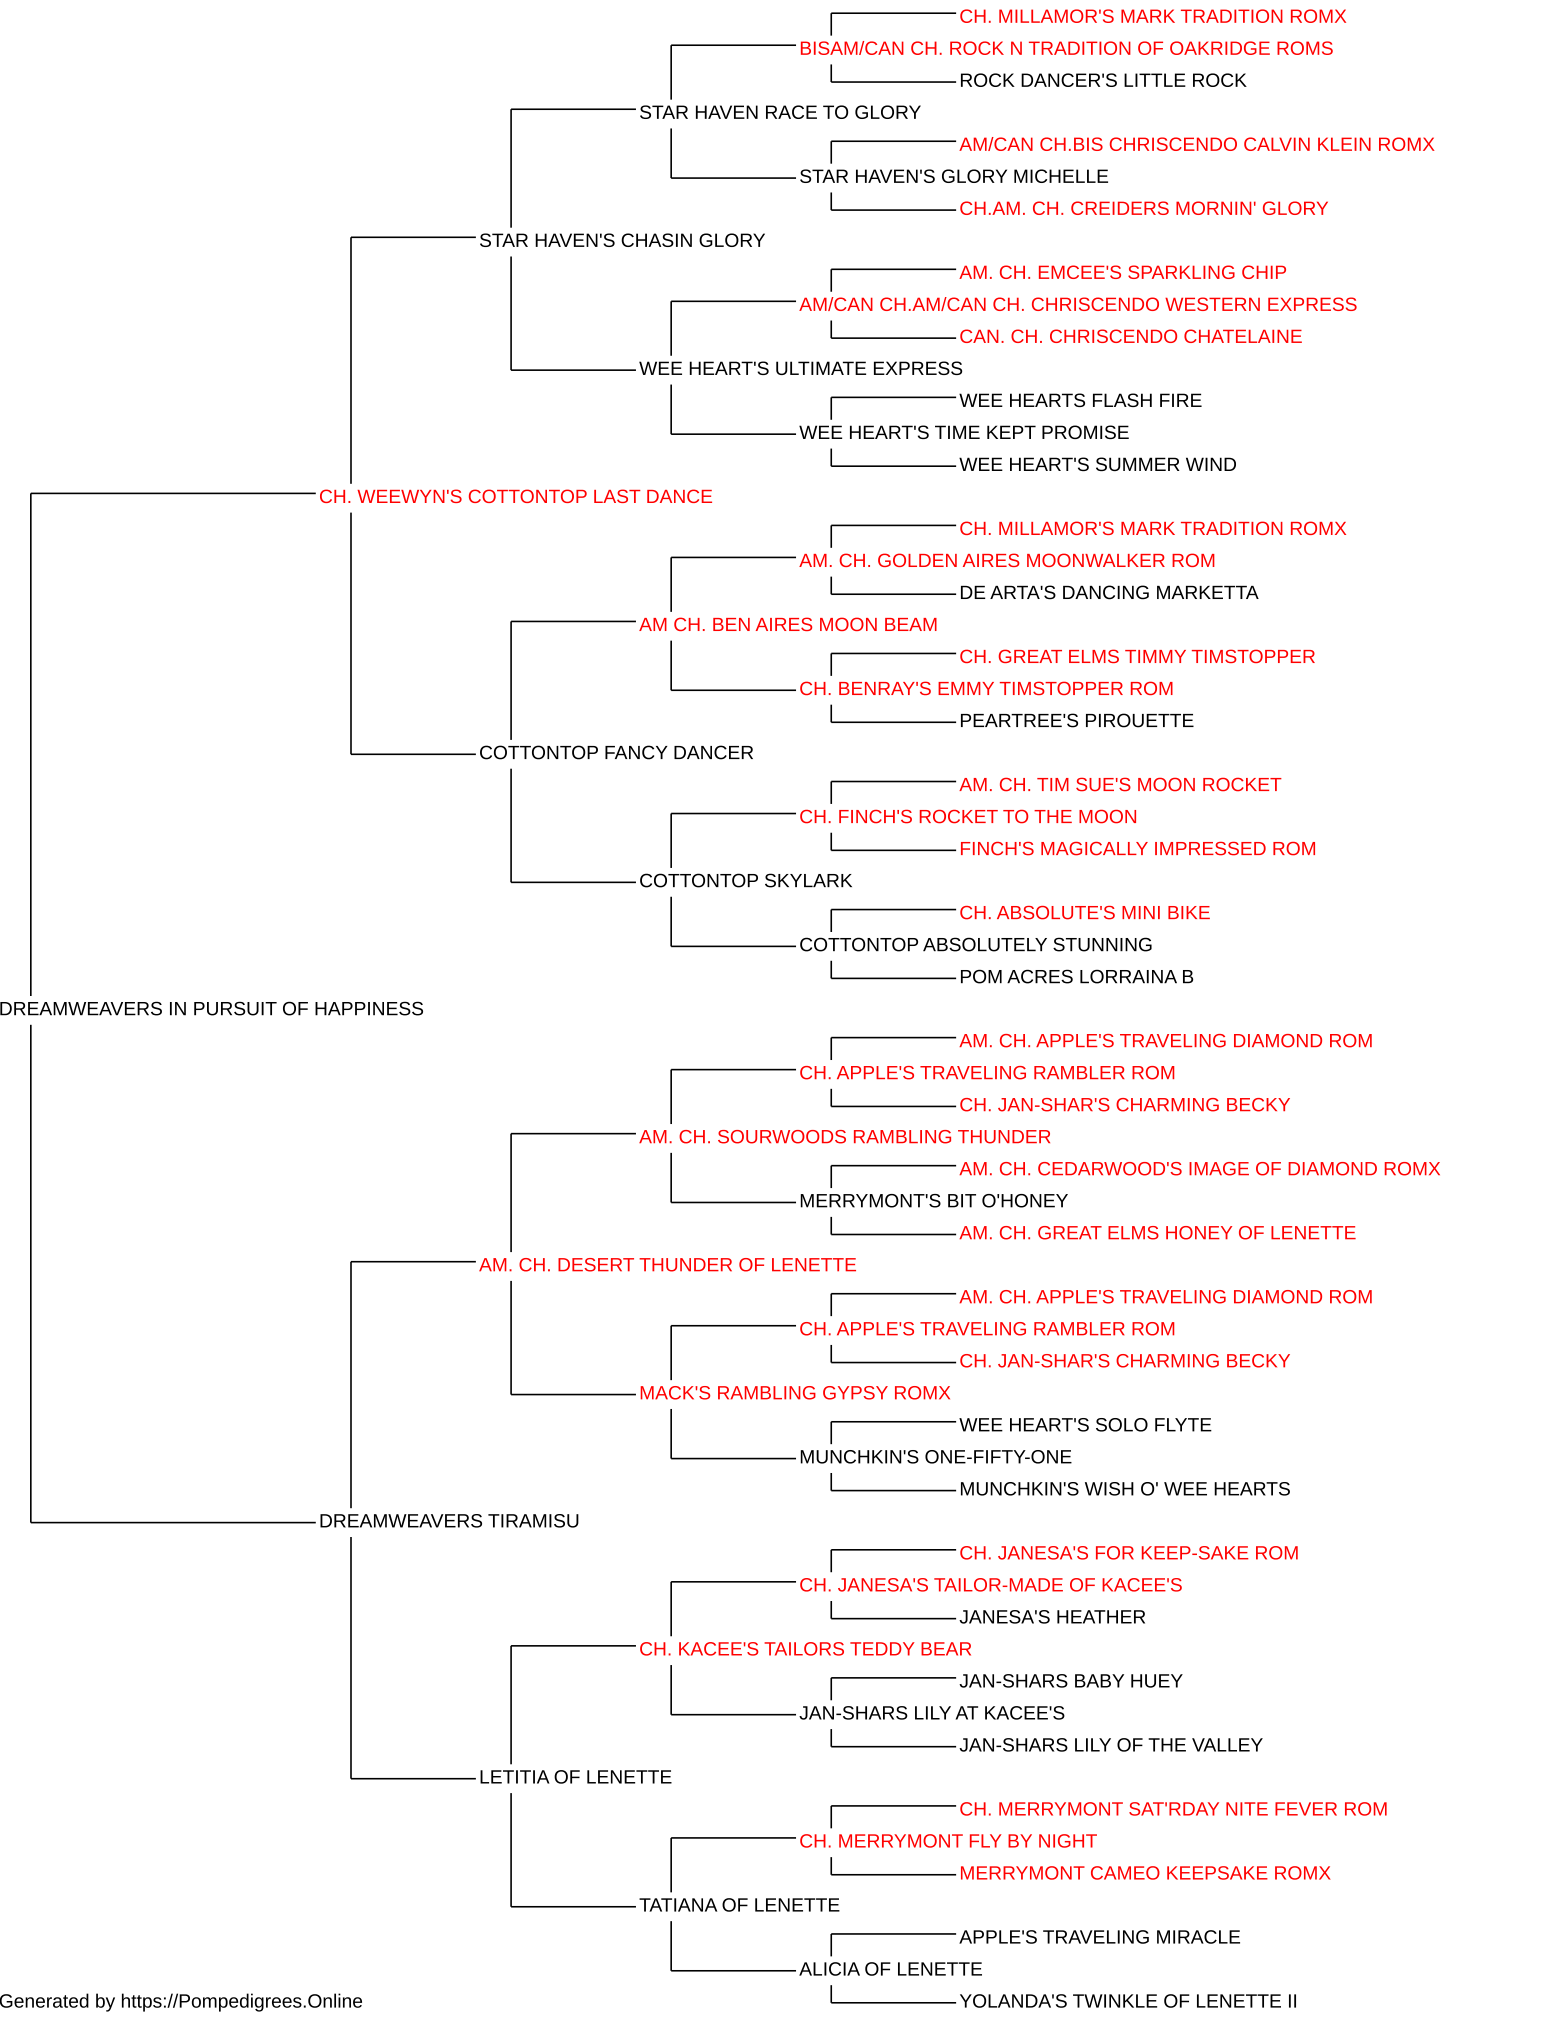 CH. MILLAMOR'S MARK TRADITION ROMX
BISAM/CAN CH. ROCK N TRADITION OF OAKRIDGE ROMS
ROCK DANCER'S LITTLE ROCK
STAR HAVEN RACE TO GLORY
AM/CAN CH.BIS CHRISCENDO CALVIN KLEIN ROMX
STAR HAVEN'S GLORY MICHELLE
CH.AM. CH. CREIDERS MORNIN' GLORY
STAR HAVEN'S CHASIN GLORY
AM. CH. EMCEE'S SPARKLING CHIP
AM/CAN CH.AM/CAN CH. CHRISCENDO WESTERN EXPRESS
CAN. CH. CHRISCENDO CHATELAINE
WEE HEART'S ULTIMATE EXPRESS
WEE HEARTS FLASH FIRE
WEE HEART'S TIME KEPT PROMISE
WEE HEART'S SUMMER WIND
CH. WEEWYN'S COTTONTOP LAST DANCE
CH. MILLAMOR'S MARK TRADITION ROMX
AM. CH. GOLDEN AIRES MOONWALKER ROM
DE ARTA'S DANCING MARKETTA
AM CH. BEN AIRES MOON BEAM
CH. GREAT ELMS TIMMY TIMSTOPPER
CH. BENRAY'S EMMY TIMSTOPPER ROM
PEARTREE'S PIROUETTE
COTTONTOP FANCY DANCER
AM. CH. TIM SUE'S MOON ROCKET
CH. FINCH'S ROCKET TO THE MOON
FINCH'S MAGICALLY IMPRESSED ROM
COTTONTOP SKYLARK
CH. ABSOLUTE'S MINI BIKE
COTTONTOP ABSOLUTELY STUNNING
POM ACRES LORRAINA B
DREAMWEAVERS IN PURSUIT OF HAPPINESS
AM. CH. APPLE'S TRAVELING DIAMOND ROM
CH. APPLE'S TRAVELING RAMBLER ROM
CH. JAN-SHAR'S CHARMING BECKY
AM. CH. SOURWOODS RAMBLING THUNDER
AM. CH. CEDARWOOD'S IMAGE OF DIAMOND ROMX
MERRYMONT'S BIT O'HONEY
AM. CH. GREAT ELMS HONEY OF LENETTE
AM. CH. DESERT THUNDER OF LENETTE
AM. CH. APPLE'S TRAVELING DIAMOND ROM
CH. APPLE'S TRAVELING RAMBLER ROM
CH. JAN-SHAR'S CHARMING BECKY
MACK'S RAMBLING GYPSY ROMX
WEE HEART'S SOLO FLYTE
MUNCHKIN'S ONE-FIFTY-ONE
MUNCHKIN'S WISH O' WEE HEARTS
DREAMWEAVERS TIRAMISU
CH. JANESA'S FOR KEEP-SAKE ROM
CH. JANESA'S TAILOR-MADE OF KACEE'S
JANESA'S HEATHER
CH. KACEE'S TAILORS TEDDY BEAR
JAN-SHARS BABY HUEY
JAN-SHARS LILY AT KACEE'S
JAN-SHARS LILY OF THE VALLEY
LETITIA OF LENETTE
CH. MERRYMONT SAT'RDAY NITE FEVER ROM
CH. MERRYMONT FLY BY NIGHT
MERRYMONT CAMEO KEEPSAKE ROMX
TATIANA OF LENETTE
APPLE'S TRAVELING MIRACLE
ALICIA OF LENETTE
YOLANDA'S TWINKLE OF LENETTE II
Generated by https://Pompedigrees.Online